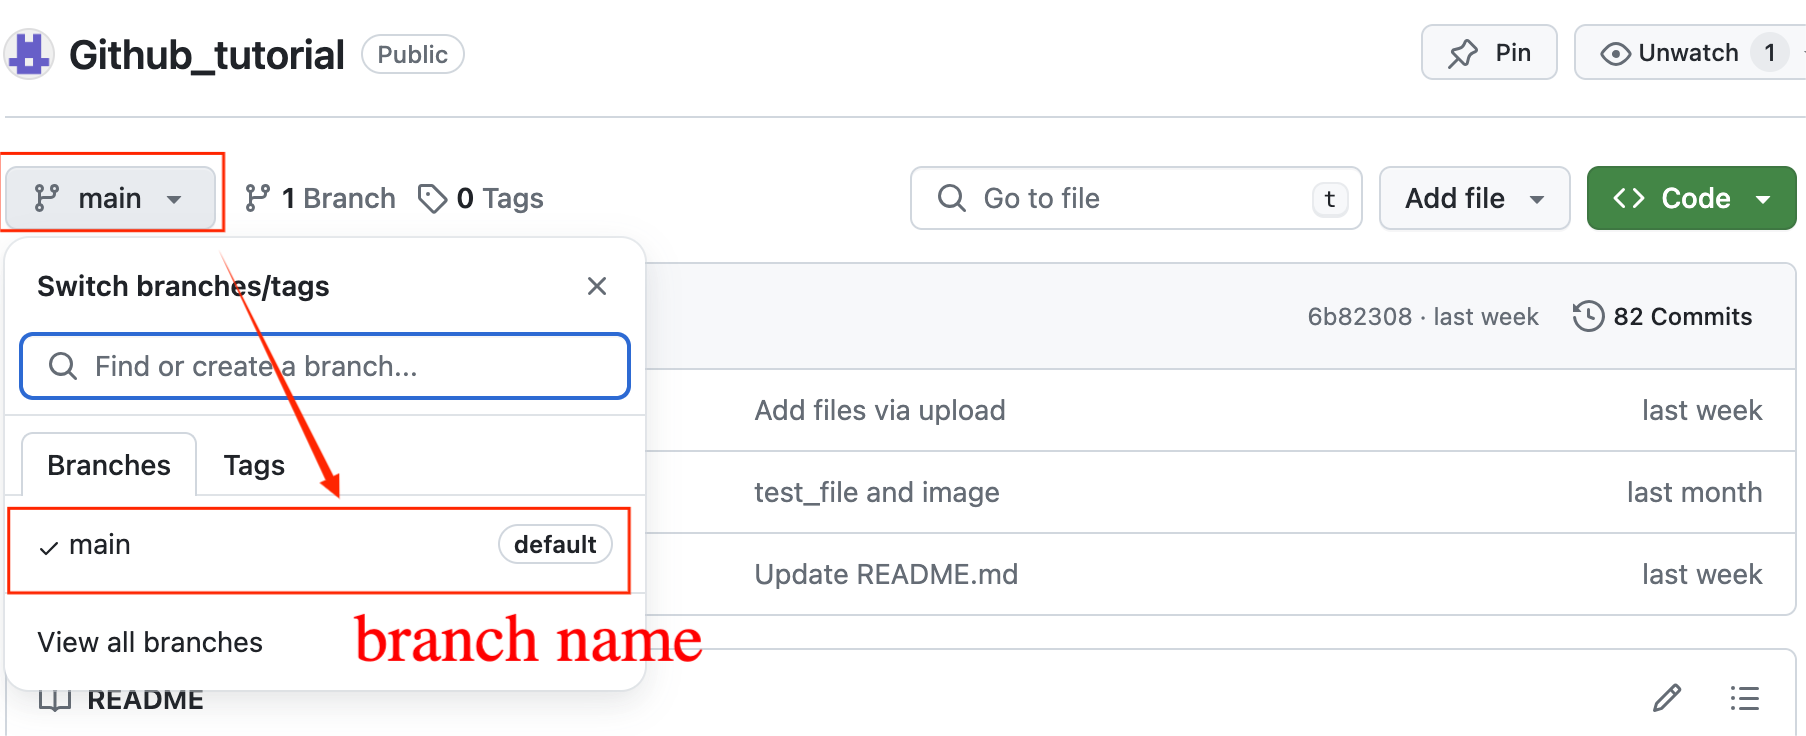 Github_tutorial Public Pin Unwatch 1
main 1 Branch 0 Tags Go to file t Add file <> Code
Switch branches/tags
6b82308 · last week 82 Commits
Find or create a branch...
Add files via upload last week
Branches Tags
test_file and image last month
main default
Update README.md last week
View all branches
branch name
README